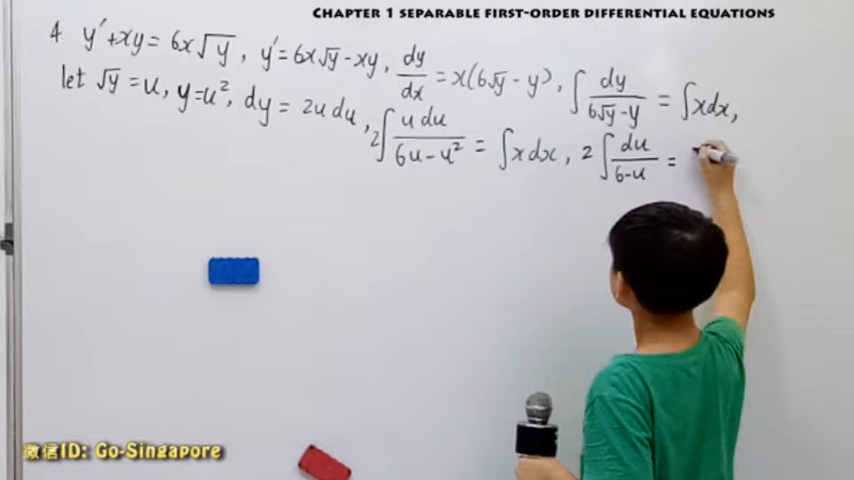 CHAPTER 1 SEPARABLE FIRST-ORDER DIFFERENTIAL EQUATIONS
4 y'+xy = 6x√y, y' = 6x√y - xy, dy/dx = x(6√y - y), ∫ dy/(6√y - y) = ∫xdx,
let √y = u, y = u², dy = 2u du, 2∫ u du/(6u - u²) = ∫x dx, 2∫ du/(6-u) =
微信ID: Go-Singapore